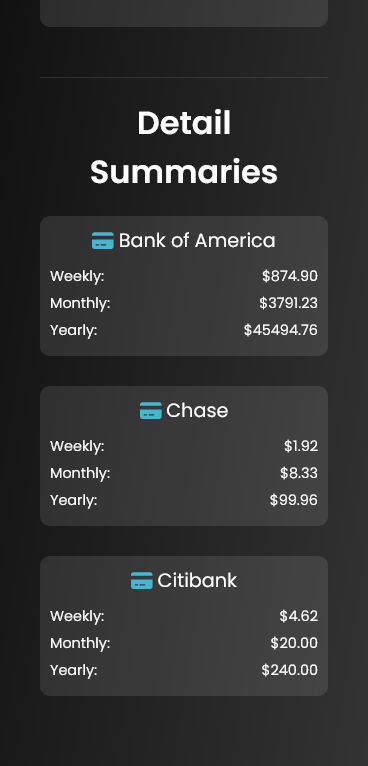 Detail
Summaries
Bank of America
Weekly: $874.90
Monthly: $3791.23
Yearly: $45494.76
Chase
Weekly: $1.92
Monthly: $8.33
Yearly: $99.96
Citibank
Weekly: $4.62
Monthly: $20.00
Yearly: $240.00